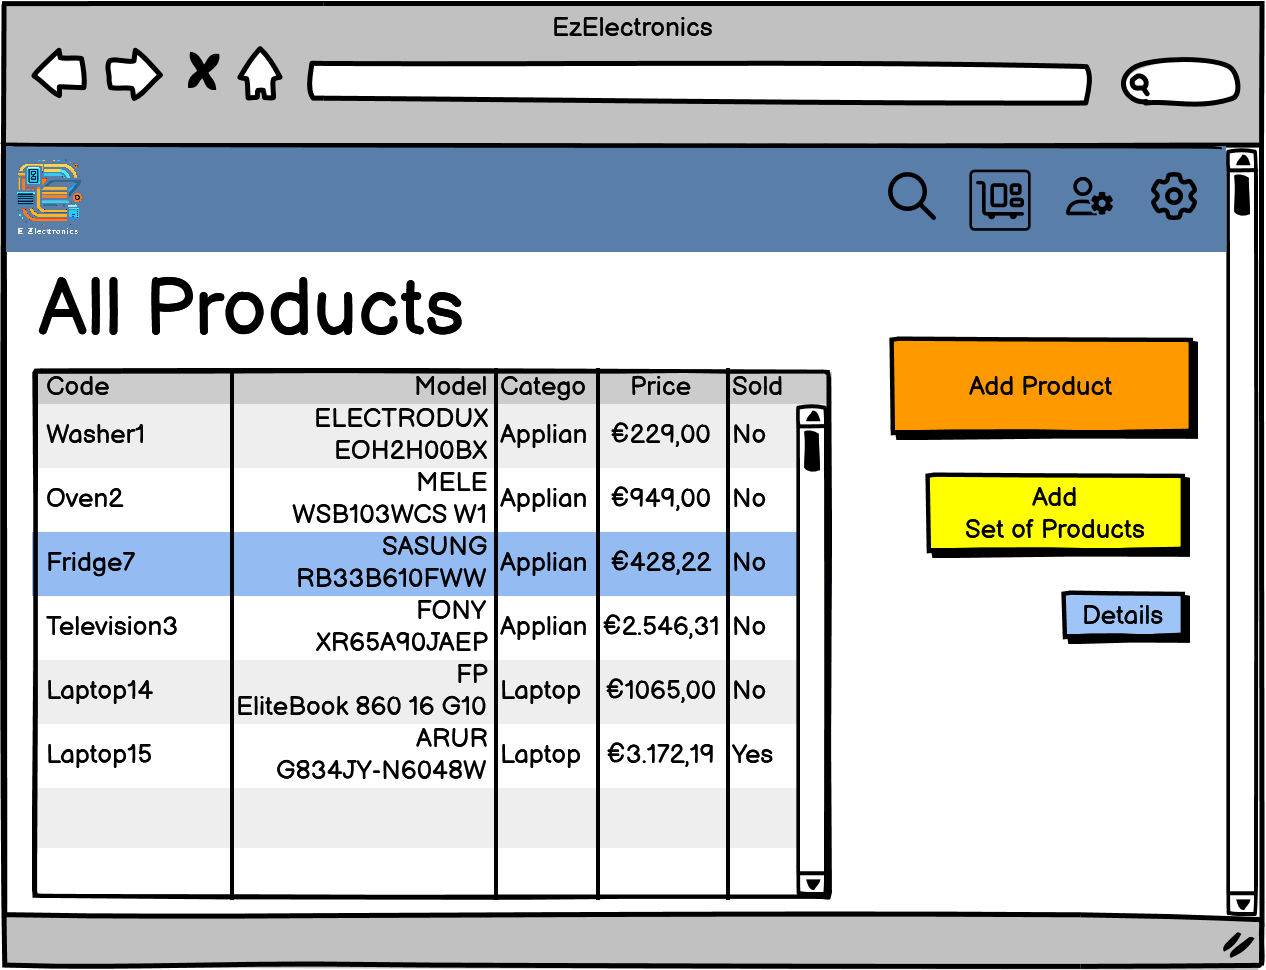 EzElectronics
E Zlectronics
All Products
Code Model Catego Price Sold
ELECTRODUX
Washer1 EOH2H00BX Applian €229,00 No
MELE
Oven2 WSB103WCS W1 Applian €949,00 No
SASUNG
Fridge7 RB33B610FWW Applian €428,22 No
FONY
Television3 XR65A90JAEP Applian €2.546,31 No
FP
Laptop14 EliteBook 860 16 G10 Laptop €1065,00 No
ARUR
Laptop15 G834JY-N6048W Laptop €3.172,19 Yes
Add Product
Add
Set of Products
Details